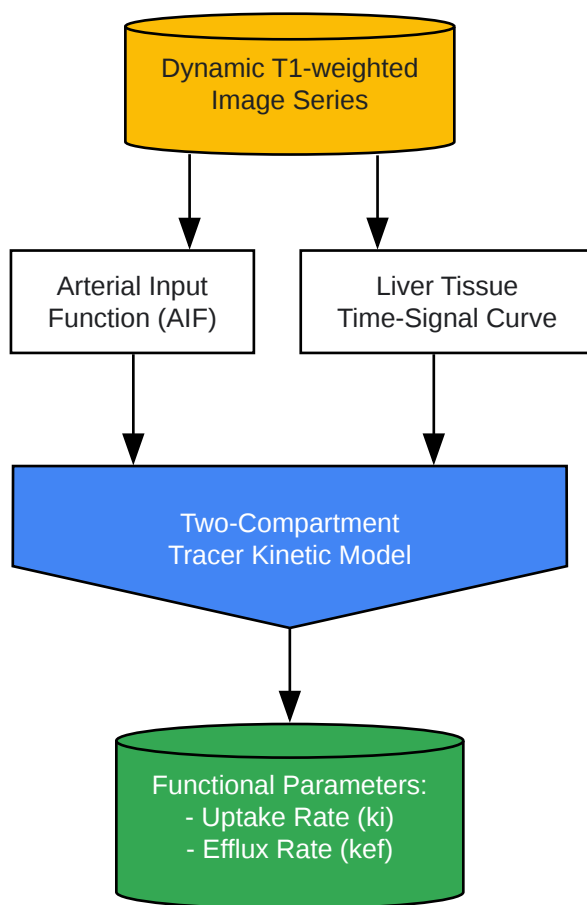 Dynamic T1-weighted
Image Series
Arterial Input
Function (AIF)
Liver Tissue
Time-Signal Curve
Two-Compartment
Tracer Kinetic Model
Functional Parameters:
- Uptake Rate (ki)
- Efflux Rate (kef)